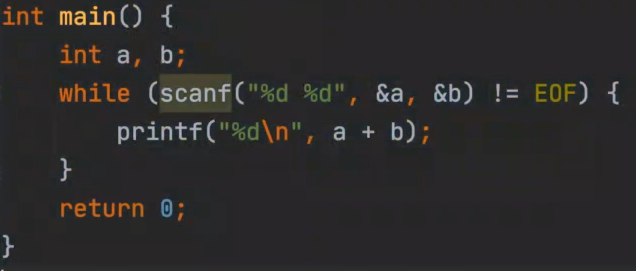 int main() {
    int a, b;
    while (scanf("%d %d", &a, &b) != EOF) {
        printf("%d\n", a + b);
    }
    return 0;
}